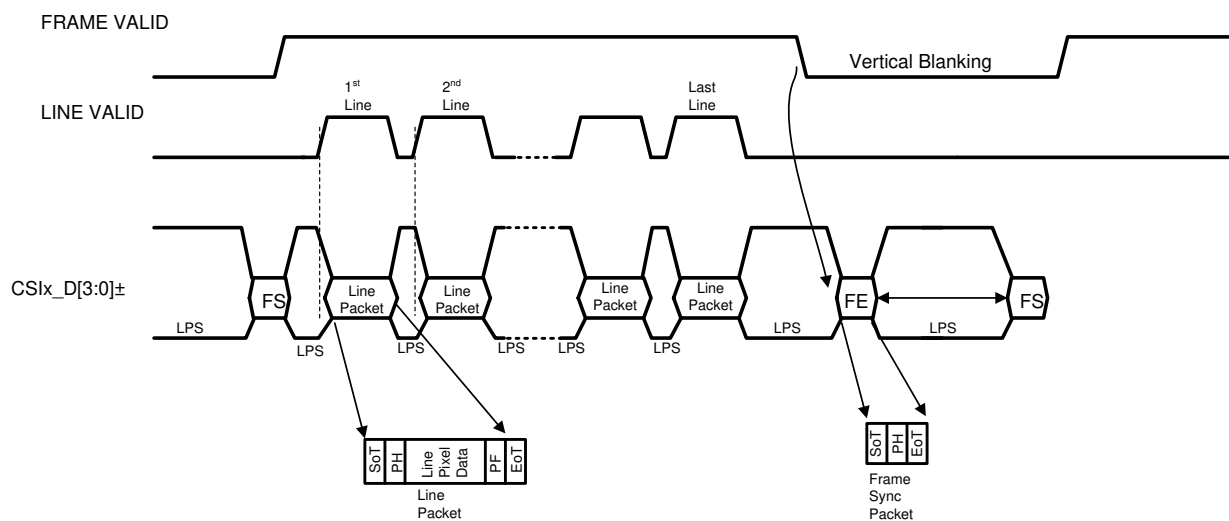 FRAME VALID
Vertical Blanking
1st
Line
2nd
Line
Last
Line
LINE VALID
CSIx_D[3:0]±
FS
Line
Packet
Line
Packet
Line
Packet
Line
Packet
FE
FS
LPS
LPS
LPS
LPS
LPS
LPS
LPS
LPS
SoT
PH
Line
Pixel
Data
PF
EoT
Line
Packet
SoT
PH
EoT
Frame
Sync
Packet